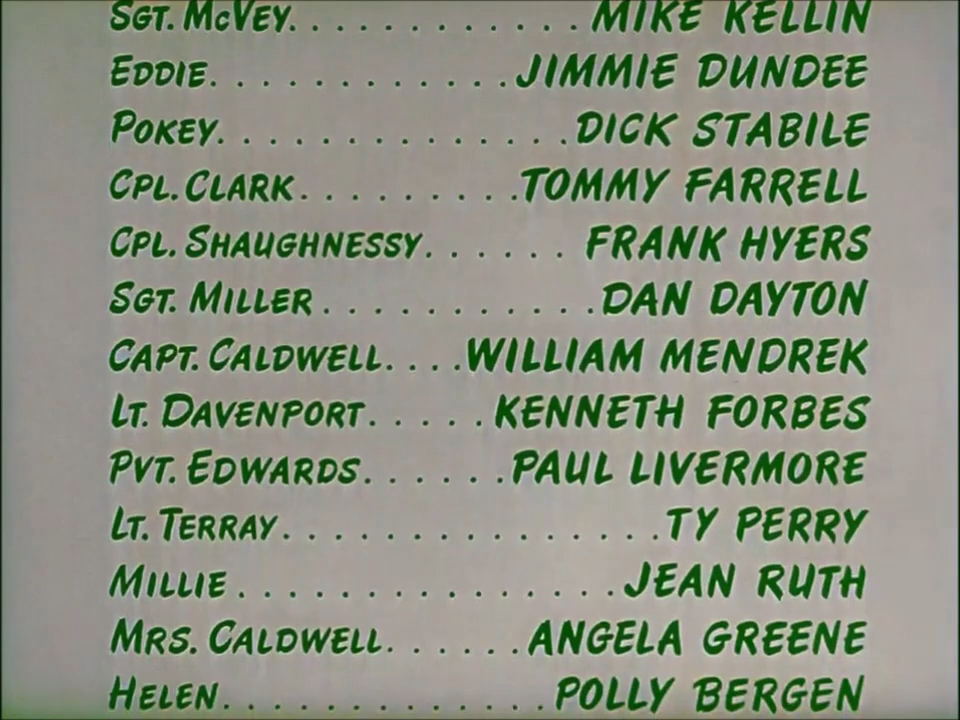 Sgt. McVey. . . . . . . . . . . . MIKE KELLIN
Eddie. . . . . . . . . . . . JIMMIE DUNDEE
Pokey. . . . . . . . . . . . . . DICK STABILE
Cpl. Clark. . . . . . . . . TOMMY FARRELL
Cpl. Shaughnessy. . . . . . FRANK HYERS
Sgt. Miller. . . . . . . . . . . DAN DAYTON
Capt. Caldwell. . . . WILLIAM MENDREK
Lt. Davenport. . . . . KENNETH FORBES
Pvt. Edwards. . . . . . PAUL LIVERMORE
Lt. Terray. . . . . . . . . . . . . . . TY PERRY
Millie. . . . . . . . . . . . . . . JEAN RUTH
Mrs. Caldwell. . . . . . ANGELA GREENE
Helen. . . . . . . . . . . . . POLLY BERGEN